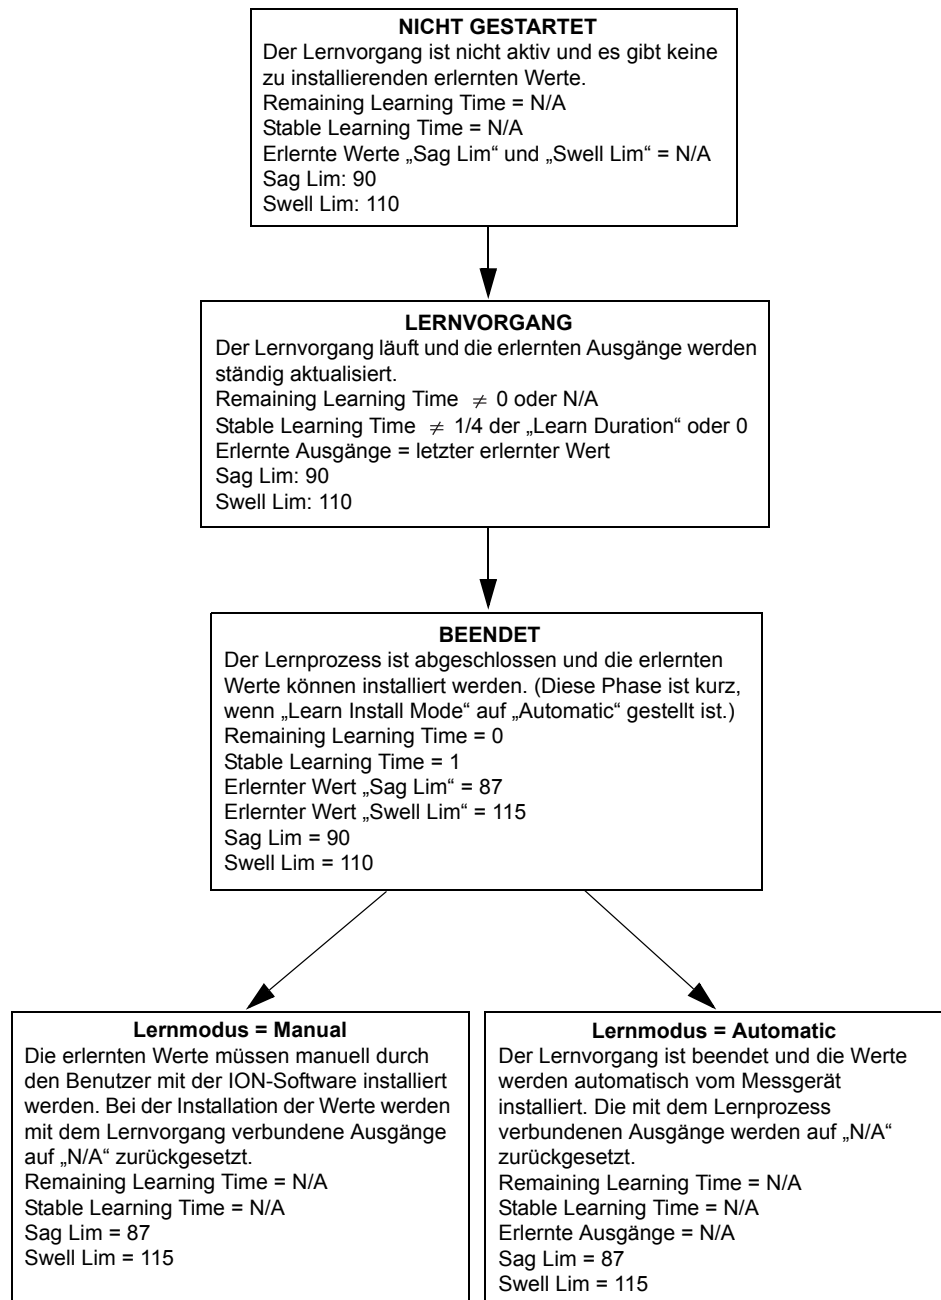 NICHT GESTARTET
Der Lernvorgang ist nicht aktiv und es gibt keine
zu installierenden erlernten Werte.
Remaining Learning Time = N/A
Stable Learning Time = N/A
Erlernte Werte „Sag Lim“ und „Swell Lim“ = N/A
Sag Lim: 90
Swell Lim: 110
LERNVORGANG
Der Lernvorgang läuft und die erlernten Ausgänge werden
ständig aktualisiert.
Remaining Learning Time ≠ 0 oder N/A
Stable Learning Time ≠ 1/4 der „Learn Duration“ oder 0
Erlernte Ausgänge = letzter erlernter Wert
Sag Lim: 90
Swell Lim: 110
BEENDET
Der Lernprozess ist abgeschlossen und die erlernten
Werte können installiert werden. (Diese Phase ist kurz,
wenn „Learn Install Mode“ auf „Automatic“ gestellt ist.)
Remaining Learning Time = 0
Stable Learning Time = 1
Erlernter Wert „Sag Lim“ = 87
Erlernter Wert „Swell Lim“ = 115
Sag Lim = 90
Swell Lim = 110
Lernmodus = Manual
Die erlernten Werte müssen manuell durch
den Benutzer mit der ION-Software installiert
werden. Bei der Installation der Werte werden
mit dem Lernvorgang verbundene Ausgänge
auf „N/A“ zurückgesetzt.
Remaining Learning Time = N/A
Stable Learning Time = N/A
Sag Lim = 87
Swell Lim = 115
Lernmodus = Automatic
Der Lernvorgang ist beendet und die Werte
werden automatisch vom Messgerät
installiert. Die mit dem Lernprozess
verbundenen Ausgänge werden auf „N/A“
zurückgesetzt.
Remaining Learning Time = N/A
Stable Learning Time = N/A
Erlernte Ausgänge = N/A
Sag Lim = 87
Swell Lim = 115